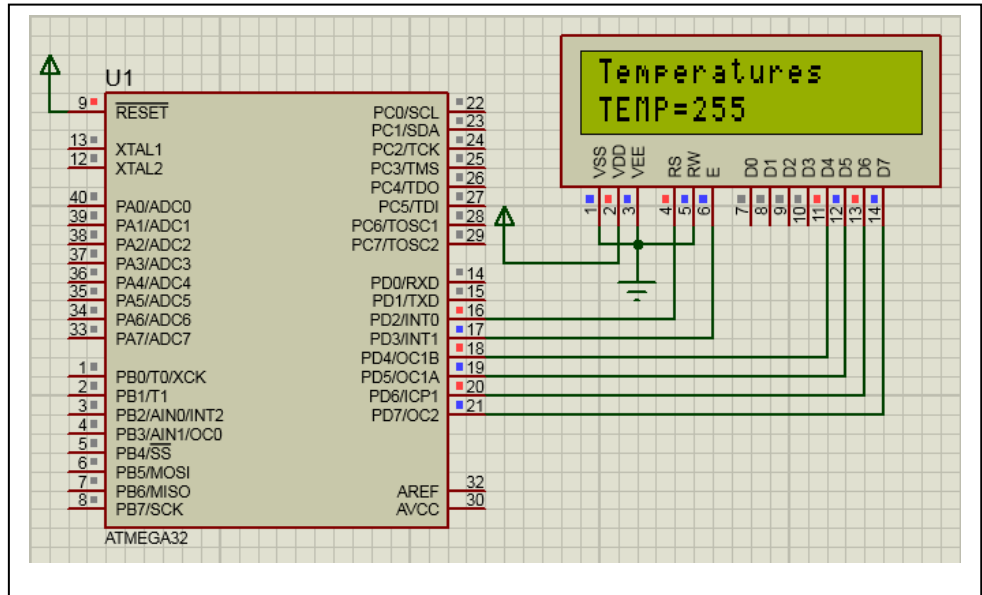 U1
9
RESET
13
XTAL1
12
XTAL2
40
PA0/ADC0
39
PA1/ADC1
38
PA2/ADC2
37
PA3/ADC3
36
PA4/ADC4
35
PA5/ADC5
34
PA6/ADC6
33
PA7/ADC7
1
PB0/T0/XCK
2
PB1/T1
3
PB2/AIN0/INT2
4
PB3/AIN1/OC0
5
PB4/SS
6
PB5/MOSI
7
PB6/MISO
8
PB7/SCK
PC0/SCL
22
PC1/SDA
23
PC2/TCK
24
PC3/TMS
25
PC4/TDO
26
PC5/TDI
27
PC6/TOSC1
28
PC7/TOSC2
29
PD0/RXD
14
PD1/TXD
15
PD2/INT0
16
PD3/INT1
17
PD4/OC1B
18
PD5/OC1A
19
PD6/ICP1
20
PD7/OC2
21
AREF
32
AVCC
30
ATMEGA32
Temperatures
TEMP=255
VSS
VDD
VEE
RS
RW
E
D0
D1
D2
D3
D4
D5
D6
D7
1
2
3
4
5
6
7
8
9
10
11
12
13
14